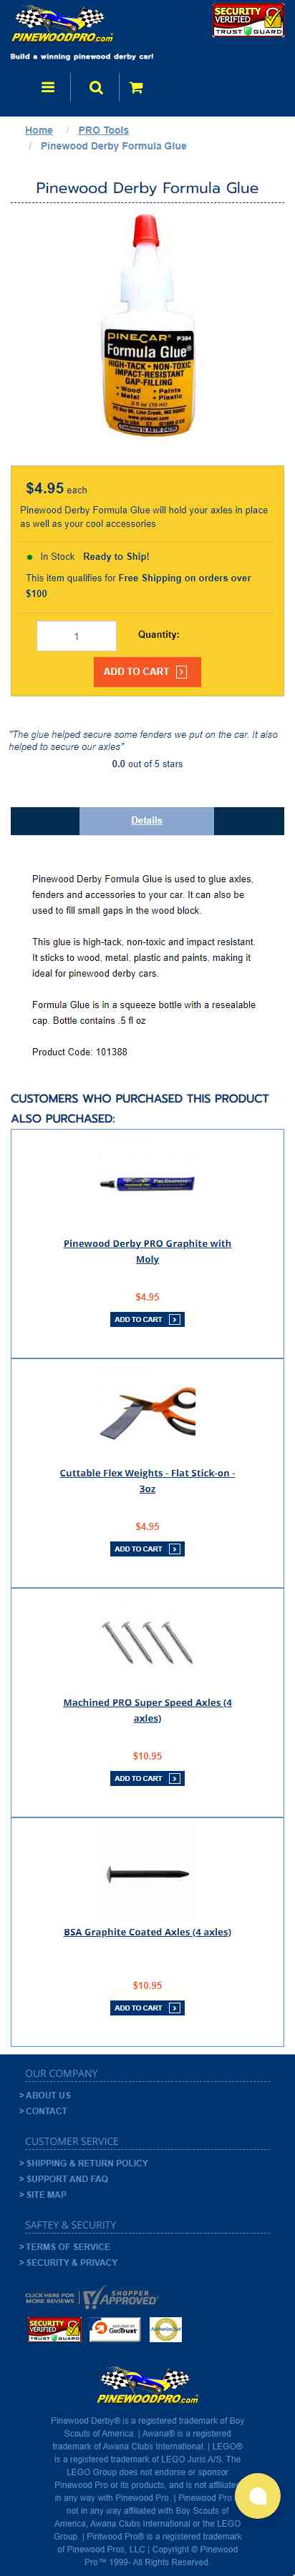 PINEWOODPRO.com
SECURITY
VERIFIED
TRUST GUARD
Build a winning pinewood derby car!
Home / PRO Tools
/ Pinewood Derby Formula Glue
Pinewood Derby Formula Glue
PINECAR P384
Formula Glue
HIGH-TACK • NON-TOXIC
IMPACT-RESISTANT
GAP-FILLING
• Wood • Paints
• Metal • Plastic
$4.95 each
Pinewood Derby Formula Glue will hold your axles in place
as well as your cool accessories
In Stock Ready to Ship!
This item qualifies for Free Shipping on orders over
$100
1 Quantity:
ADD TO CART
"The glue helped secure some fenders we put on the car. It also
helped to secure our axles"
0.0 out of 5 stars
Details
Pinewood Derby Formula Glue is used to glue axles,
fenders and accessories to your car. It can also be
used to fill small gaps in the wood block.
This glue is high-tack, non-toxic and impact resistant.
It sticks to wood, metal, plastic and paints, making it
ideal for pinewood derby cars.
Formula Glue is in a squeeze bottle with a resealable
cap. Bottle contains .5 fl oz
Product Code: 101388
CUSTOMERS WHO PURCHASED THIS PRODUCT
ALSO PURCHASED:
Pinewood Derby PRO Graphite with
Moly
$4.95
ADD TO CART
Cuttable Flex Weights - Flat Stick-on -
3oz
$4.95
ADD TO CART
Machined PRO Super Speed Axles (4
axles)
$10.95
ADD TO CART
BSA Graphite Coated Axles (4 axles)
$10.95
ADD TO CART
OUR COMPANY
> ABOUT US
> CONTACT
CUSTOMER SERVICE
> SHIPPING & RETURN POLICY
> SUPPORT AND FAQ
> SITE MAP
SAFTEY & SECURITY
> TERMS OF SERVICE
> SECURITY & PRIVACY
CLICK HERE FOR
MORE REVIEWS
SHOPPER
APPROVED
SECURITY
VERIFIED
TRUST GUARD
GeoTrust
Authorize.Net
PINEWOODPRO.com
Pinewood Derby® is a registered trademark of Boy
Scouts of America. | Awana® is a registered
trademark of Awana Clubs International. | LEGO®
is a registered trademark of LEGO Juris A/S. The
LEGO Group does not endorse or sponsor
Pinewood Pro or its products, and is not affiliated
in any way with Pinewood Pro. | Pinewood Pro
not in any way affiliated with Boy Scouts of
America, Awana Clubs International or the LEGO
Group. | Pintwood Pro® is a registered trademark
of Pinewood Pros, LLC | Copyright © Pinewood
Pro™ 1999- All Rights Reserved.